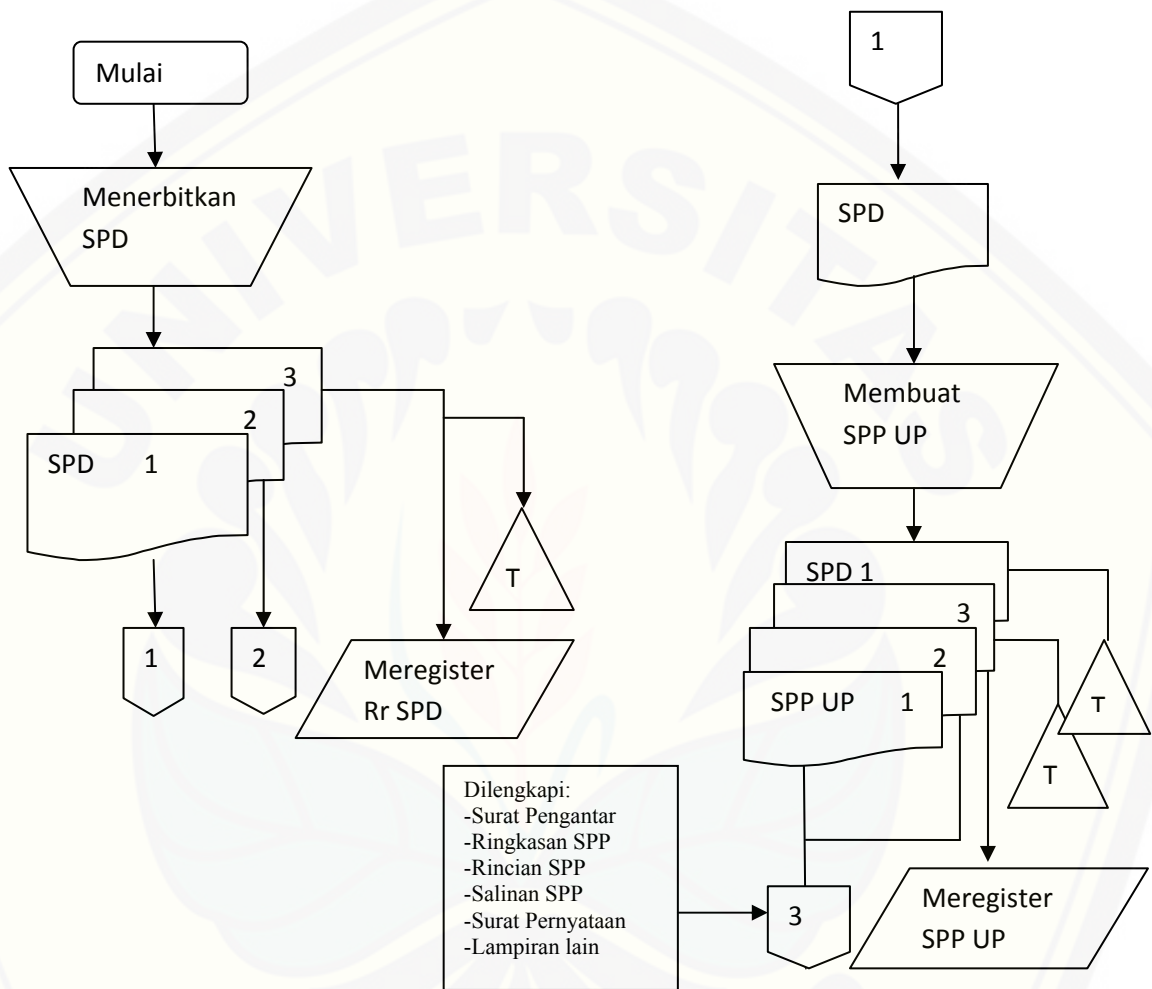 Mulai
Menerbitkan
SPD
3
2
SPD 1
T
1
2
Meregister
Rr SPD
1
SPD
Membuat
SPP UP
SPD 1
3
2
SPP UP 1
T
T
Dilengkapi:
-Surat Pengantar
-Ringkasan SPP
-Rincian SPP
-Salinan SPP
-Surat Pernyataan
-Lampiran lain
3
Meregister
SPP UP
UNIVERSITAS